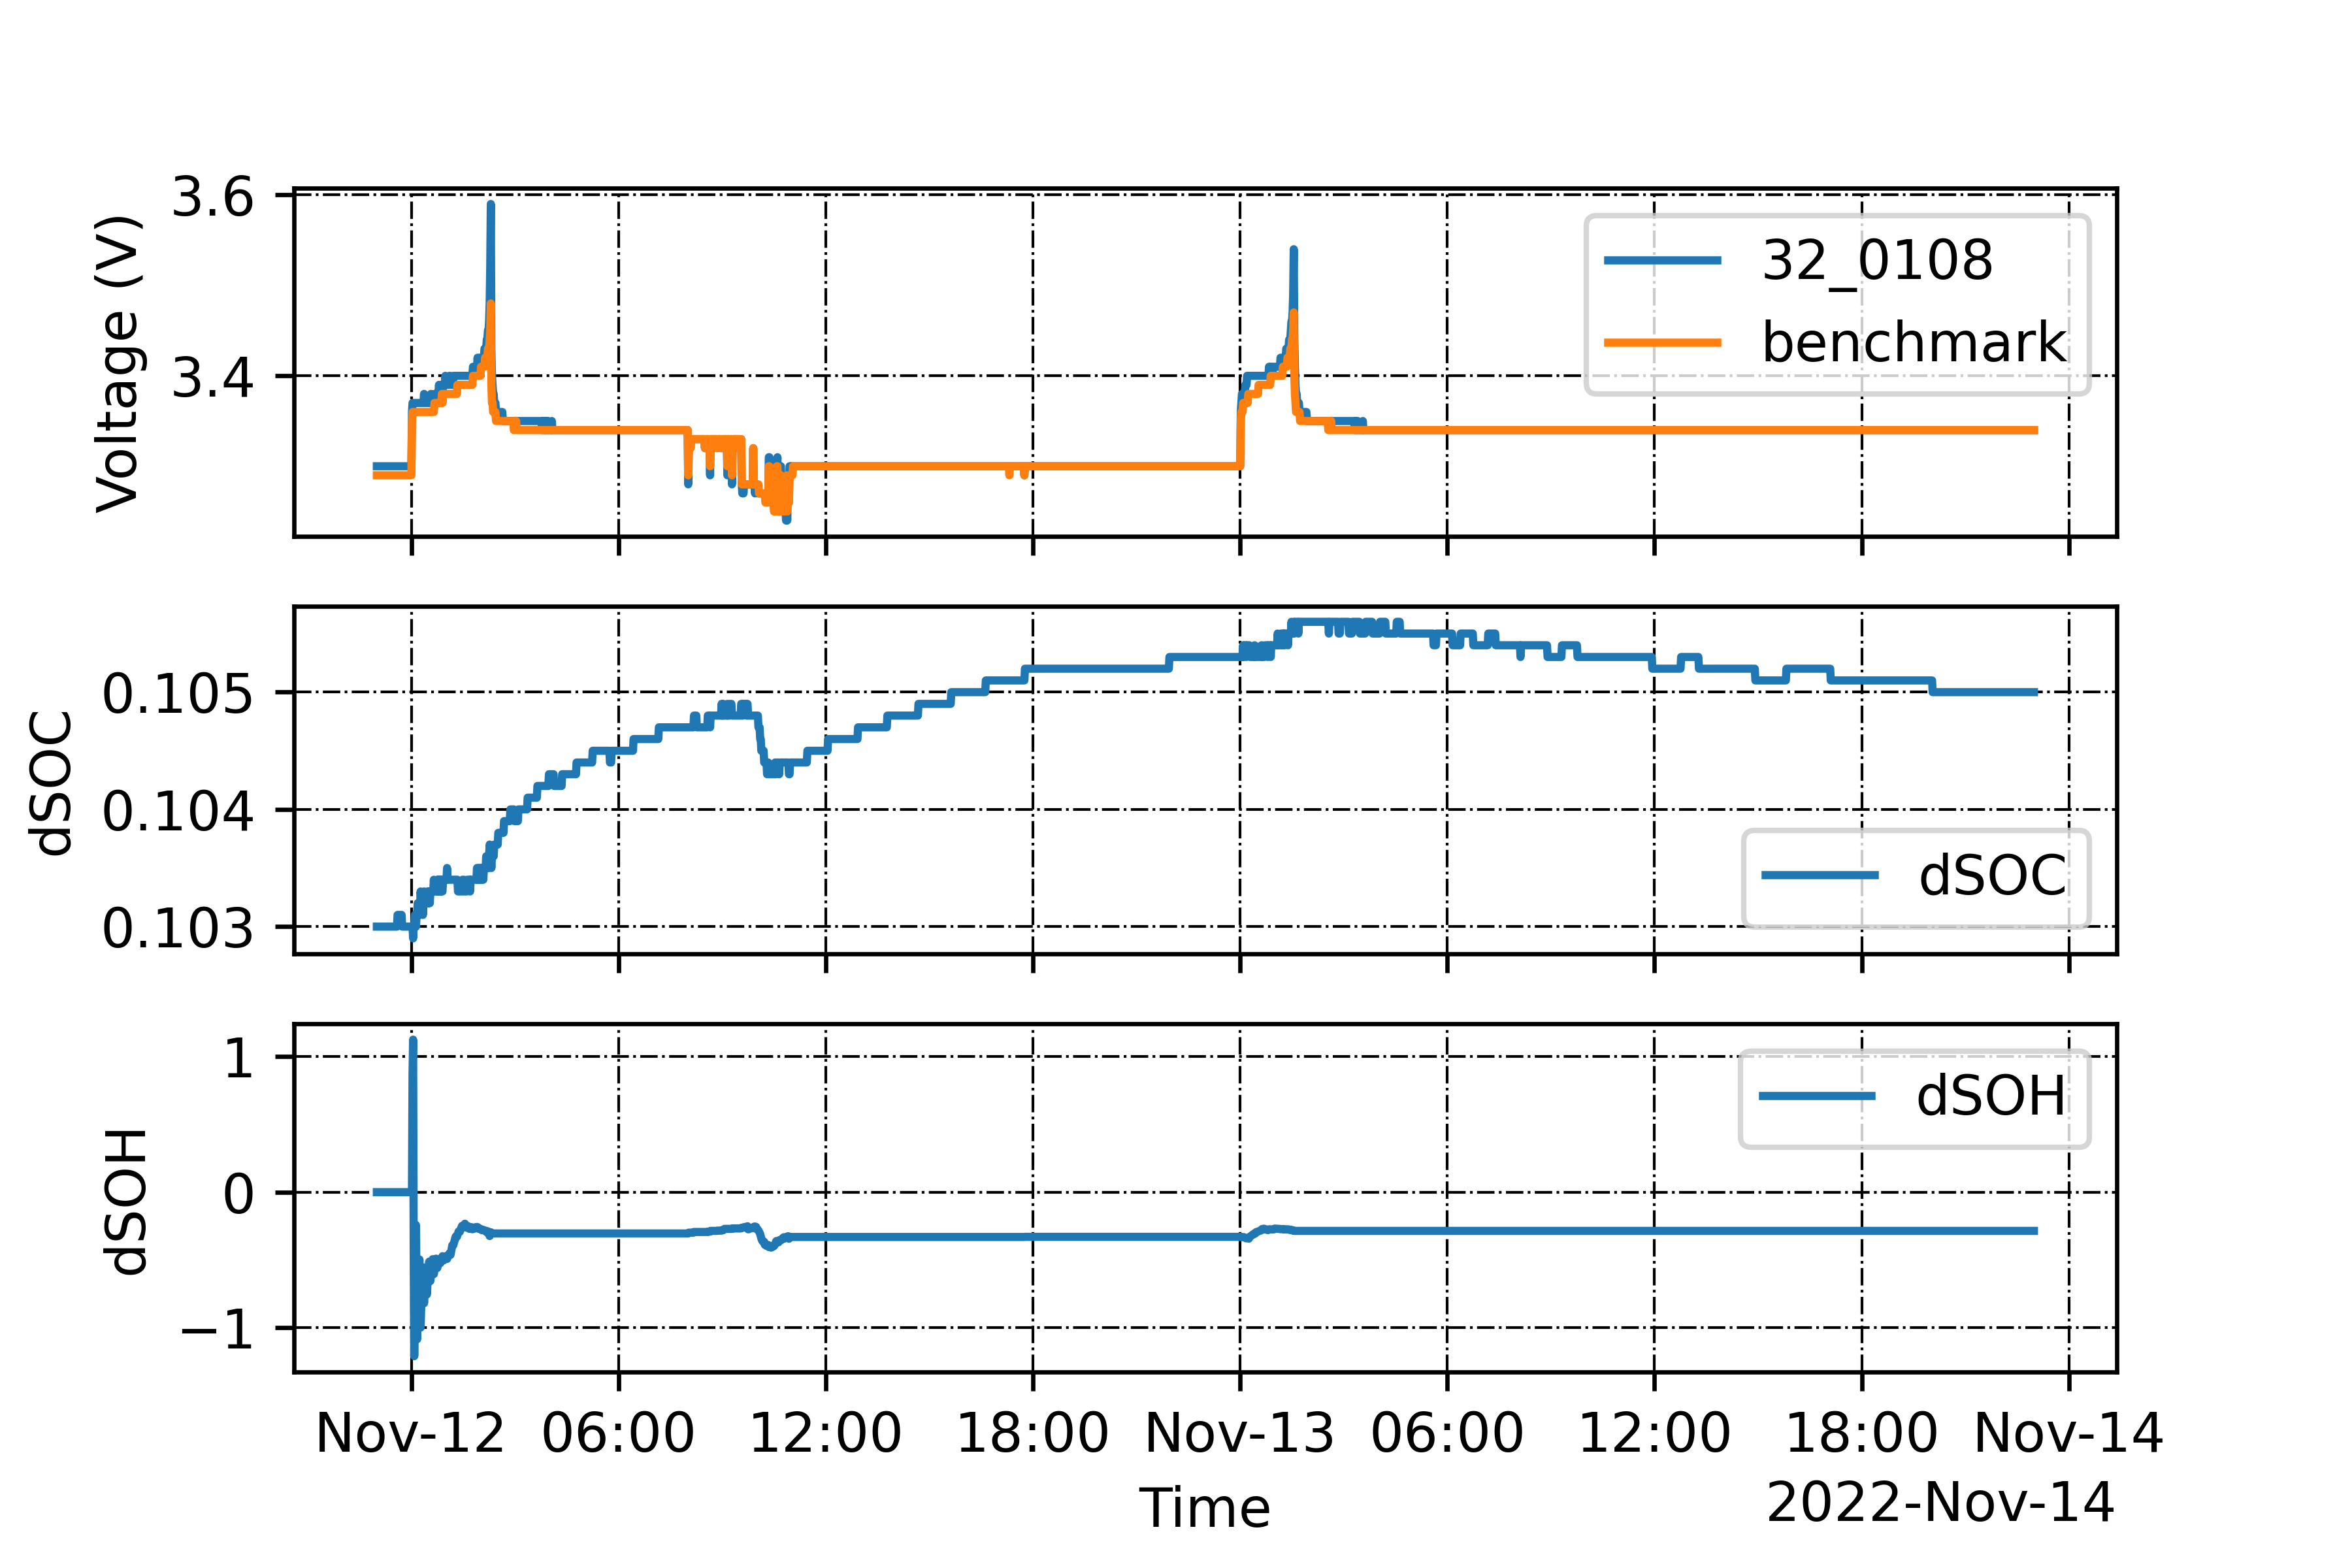 3.6
3.4
Voltage (V)
32_0108
benchmark
0.105
0.104
0.103
dSOC
dSOC
1
0
−1
dSOH
dSOH
Nov-12 06:00 12:00 18:00 Nov-13 06:00 12:00 18:00 Nov-14
Time
2022-Nov-14